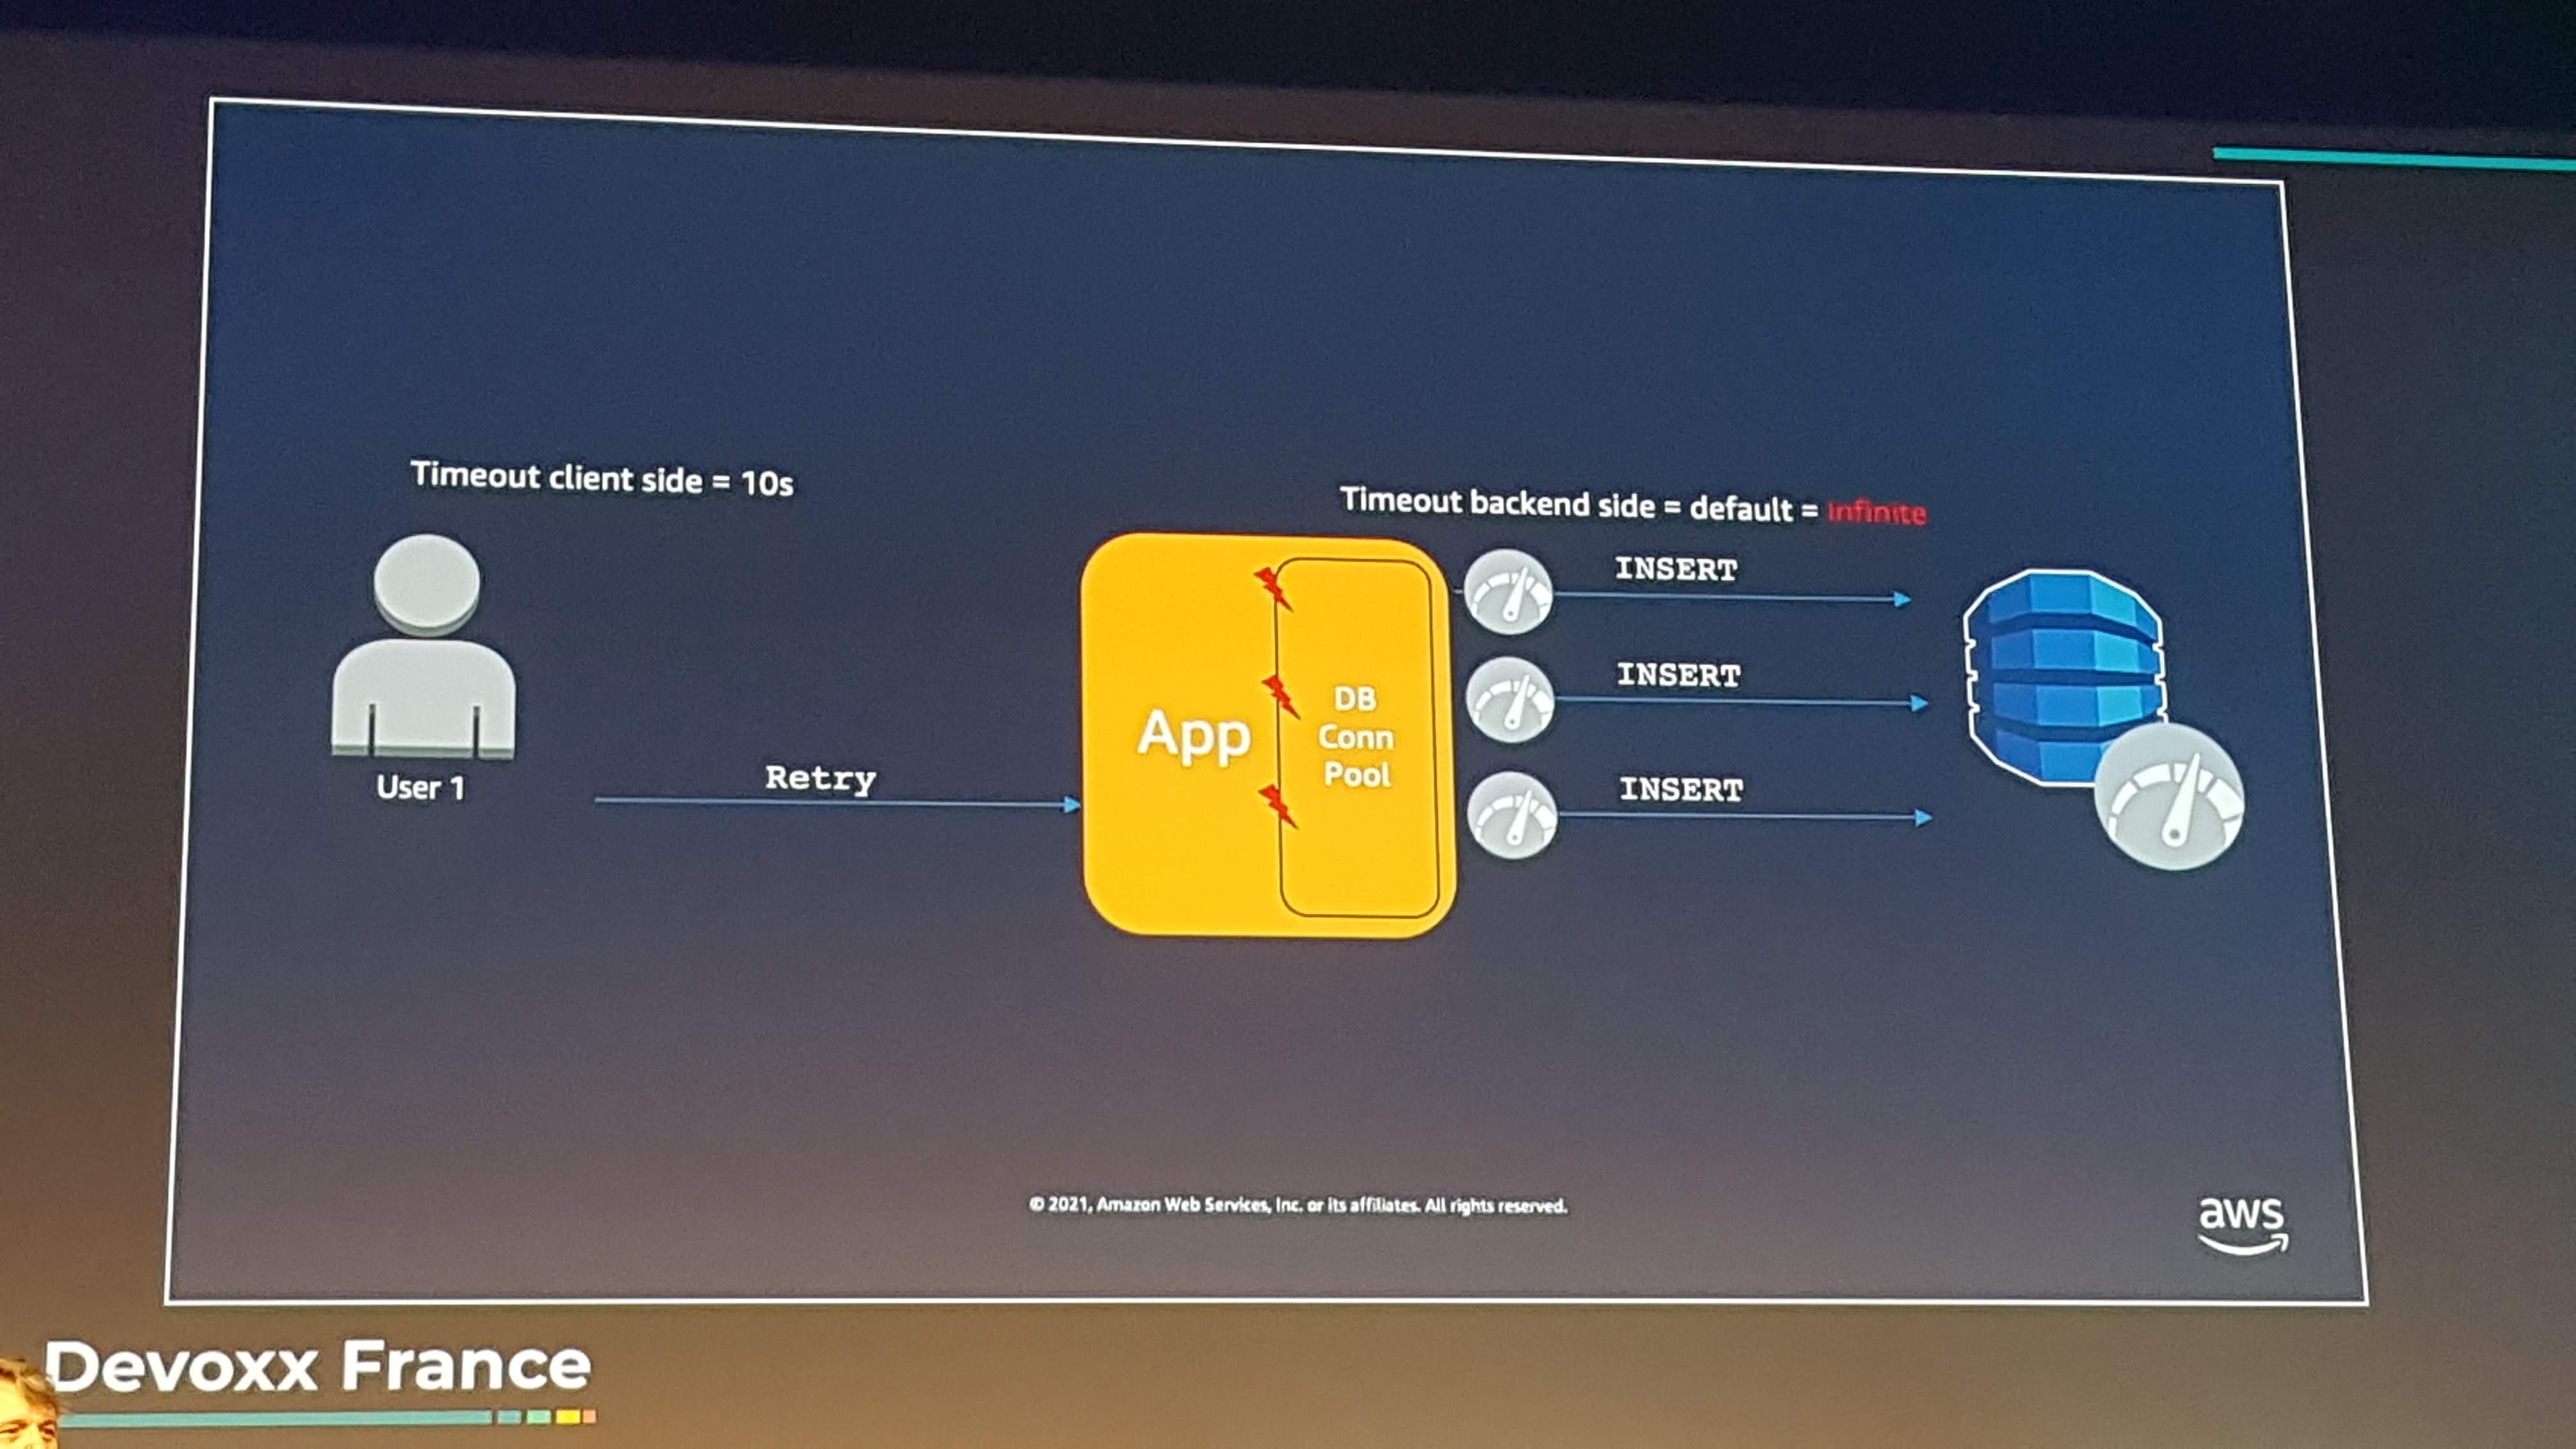 Timeout client side = 10s
Timeout backend side = default = infinite
INSERT
INSERT
INSERT
App
DB
Conn
Pool
Retry
User 1
© 2021, Amazon Web Services, Inc. or its affiliates. All rights reserved.
aws
Devoxx France